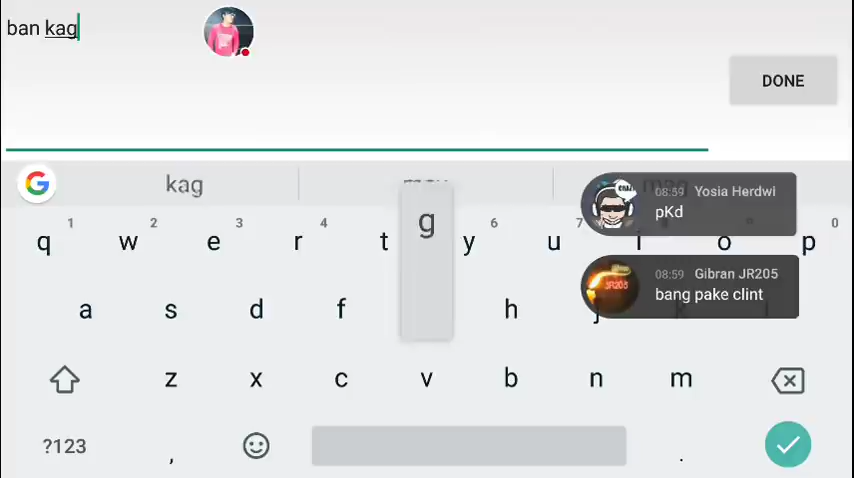 ban kag
DONE
kag
08:59 Yosia Herdwi
pKd
08:59 Gibran JR205
bang pake clint
g
1 2 3 4 6 7 0
q w e r t y u i o p
a s d f h j
z x c v b n m
?123 , .